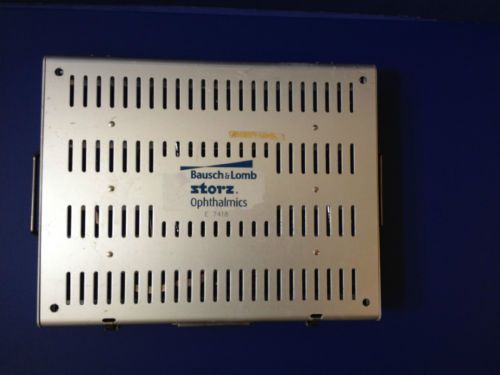 Bausch & Lomb
storz®
Ophthalmics
E 7418